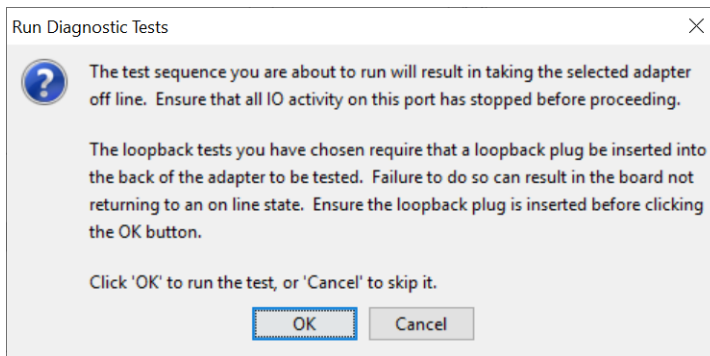 Run Diagnostic Tests
The test sequence you are about to run will result in taking the selected adapter
off line.  Ensure that all IO activity on this port has stopped before proceeding.
The loopback tests you have chosen require that a loopback plug be inserted into
the back of the adapter to be tested.  Failure to do so can result in the board not
returning to an on line state.  Ensure the loopback plug is inserted before clicking
the OK button.
Click 'OK' to run the test, or 'Cancel' to skip it.
OK
Cancel